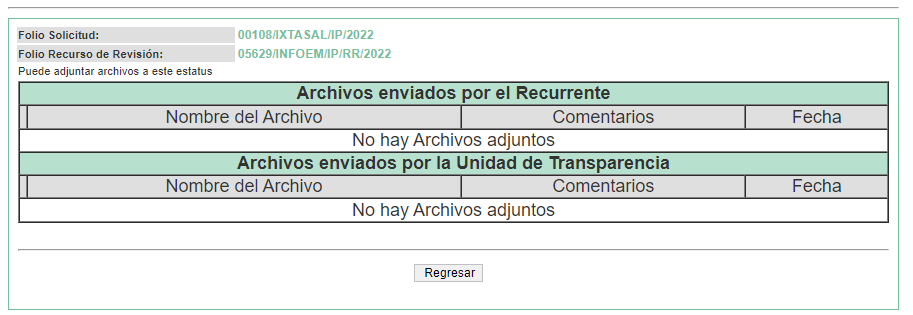 Folio Solicitud: 00108/IXTASAL/IP/2022
Folio Recurso de Revisión: 05629/INFOEM/IP/RR/2022
Puede adjuntar archivos a este estatus
Archivos enviados por el Recurrente
Nombre del Archivo Comentarios Fecha
No hay Archivos adjuntos
Archivos enviados por la Unidad de Transparencia
Nombre del Archivo Comentarios Fecha
No hay Archivos adjuntos
Regresar